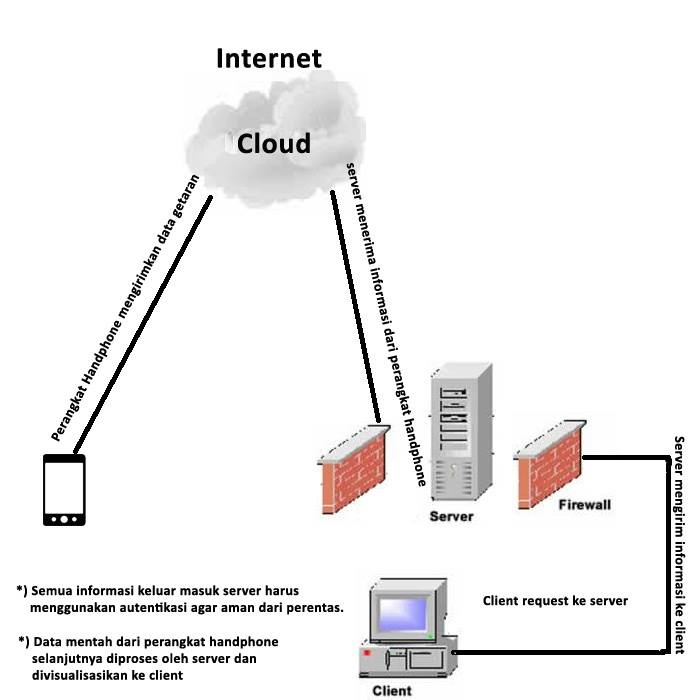 Internet
Cloud
Perangkat Handphone mengirimkan data getaran
server menerima informasi dari perangkat handphone
Server
Firewall
Server mengirim informasi ke client
*) Semua informasi keluar masuk server harus
menggunakan autentikasi agar aman dari perentas.
Client request ke server
*) Data mentah dari perangkat handphone
selanjutnya diproses oleh server dan
divisualisasikan ke client
Client